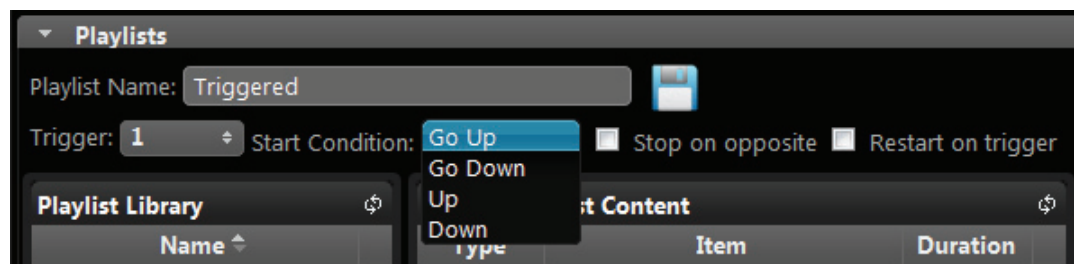 Playlists
Playlist Name: Triggered
Trigger: 1 Start Condition: Go Up Stop on opposite Restart on trigger
Go Down
Up
Down
Playlist Library
st Content
Name
Type
Item
Duration